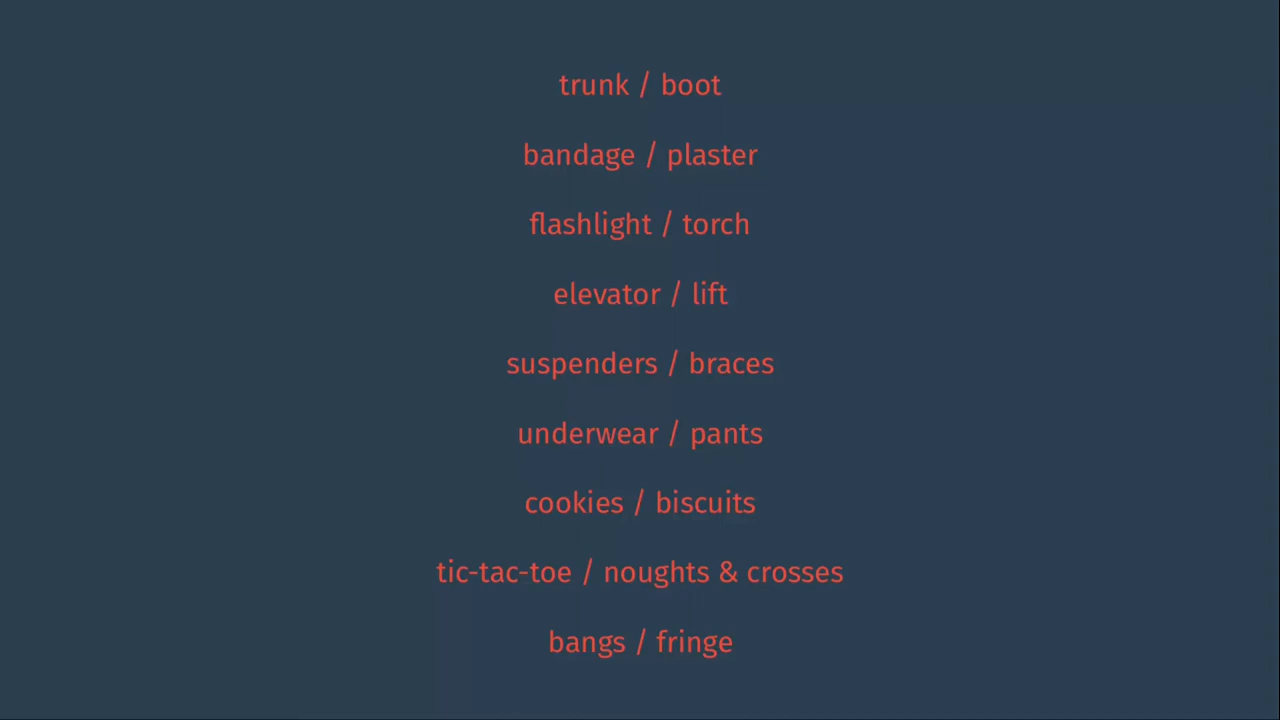 trunk / boot
bandage / plaster
flashlight / torch
elevator / lift
suspenders / braces
underwear / pants
cookies / biscuits
tic-tac-toe / noughts & crosses
bangs / fringe